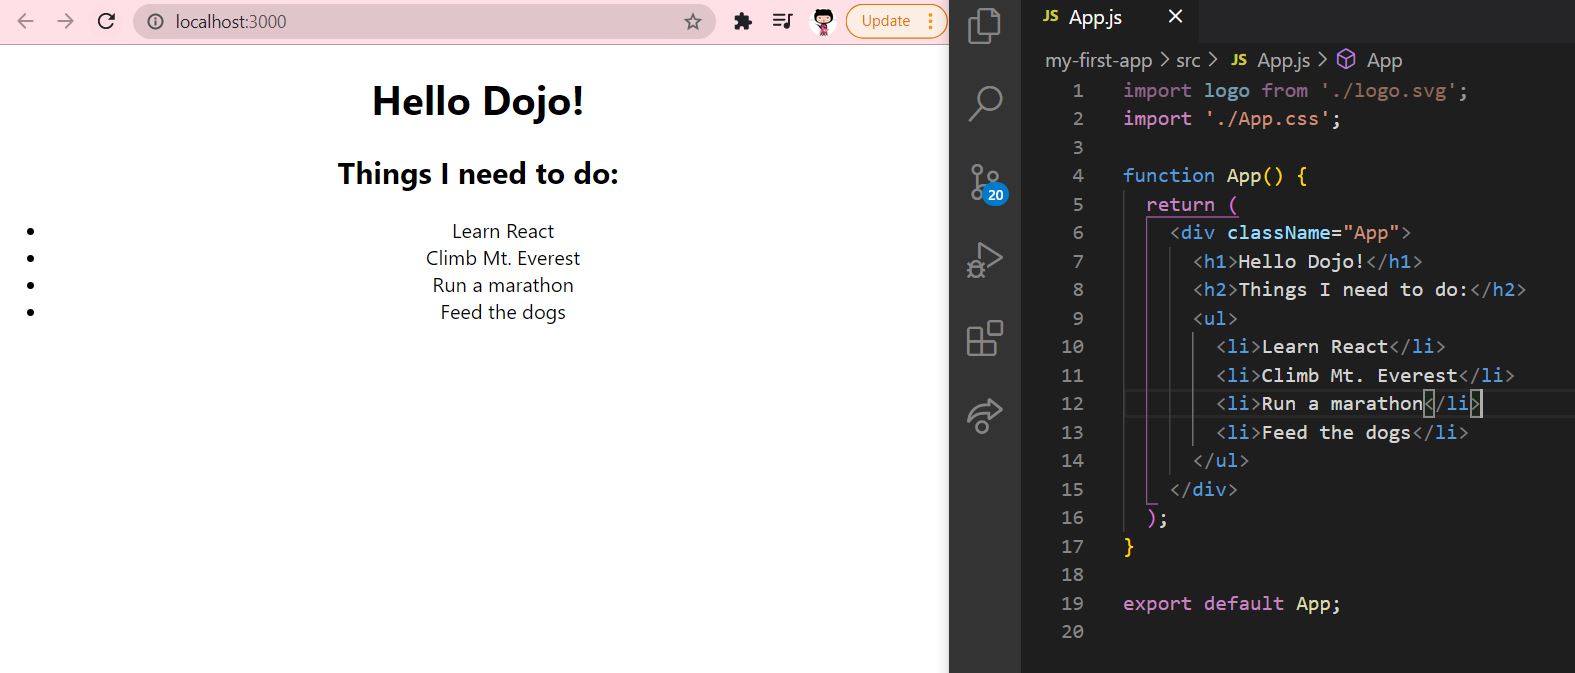 localhost:3000
Update
Hello Dojo!
Things I need to do:
Learn React
Climb Mt. Everest
Run a marathon
Feed the dogs
20
JS App.js
my-first-app > src > JS App.js > App
1 import logo from './logo.svg';
2 import './App.css';
3
4 function App() {
5 return (
6 <div className="App">
7 <h1>Hello Dojo!</h1>
8 <h2>Things I need to do:</h2>
9 <ul>
10 <li>Learn React</li>
11 <li>Climb Mt. Everest</li>
12 <li>Run a marathon</li>
13 <li>Feed the dogs</li>
14 </ul>
15 </div>
16 );
17 }
18
19 export default App;
20